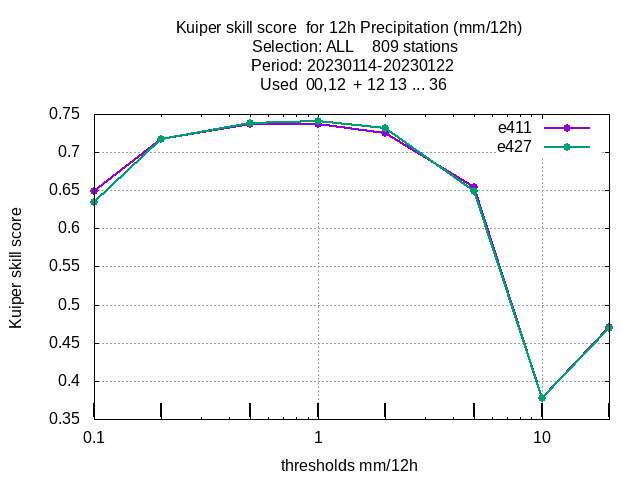 Kuiper skill score  for 12h Precipitation (mm/12h)
Selection: ALL    809 stations
Period: 20230114-20230122
Used  00,12  + 12 13 ... 36
e411
e427
0.75
0.7
0.65
0.6
0.55
0.5
0.45
0.4
0.35
Kuiper skill score
0.1
1
10
thresholds mm/12h